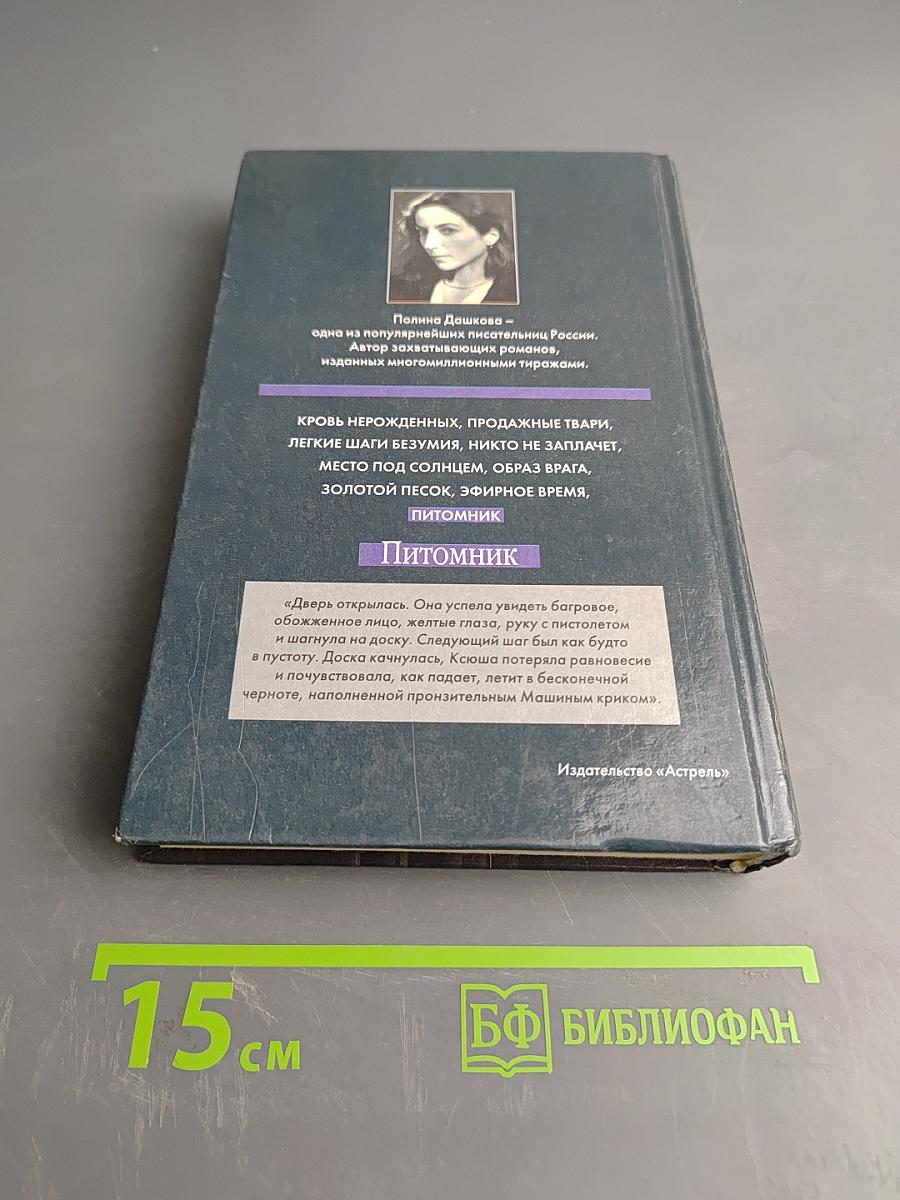 Полина Дашкова –
одна из популярнейших писательниц России.
Автор захватывающих романов,
изданных многомиллионными тиражами.
КРОВЬ НЕРОЖДЕННЫХ, ПРОДАЖНЫЕ ТВАРИ,
ЛЕГКИЕ ШАГИ БЕЗУМИЯ, НИКТО НЕ ЗАПЛАЧЕТ,
МЕСТО ПОД СОЛНЦЕМ, ОБРАЗ ВРАГА,
ЗОЛОТОЙ ПЕСОК, ЭФИРНОЕ ВРЕМЯ,
ПИТОМНИК
Питомник
«Дверь открылась. Она успела увидеть багровое,
обожженное лицо, желтые глаза, руку с пистолетом
и шагнула на доску. Следующий шаг был как будто
в пустоту. Доска качнулась, Ксюша потеряла равновесие
и почувствовала, как падает, летит в бесконечной
черноте, наполненной пронзительным Машиным криком».
Издательство «Астрель»
15 см
БФ БИБЛИОФАН